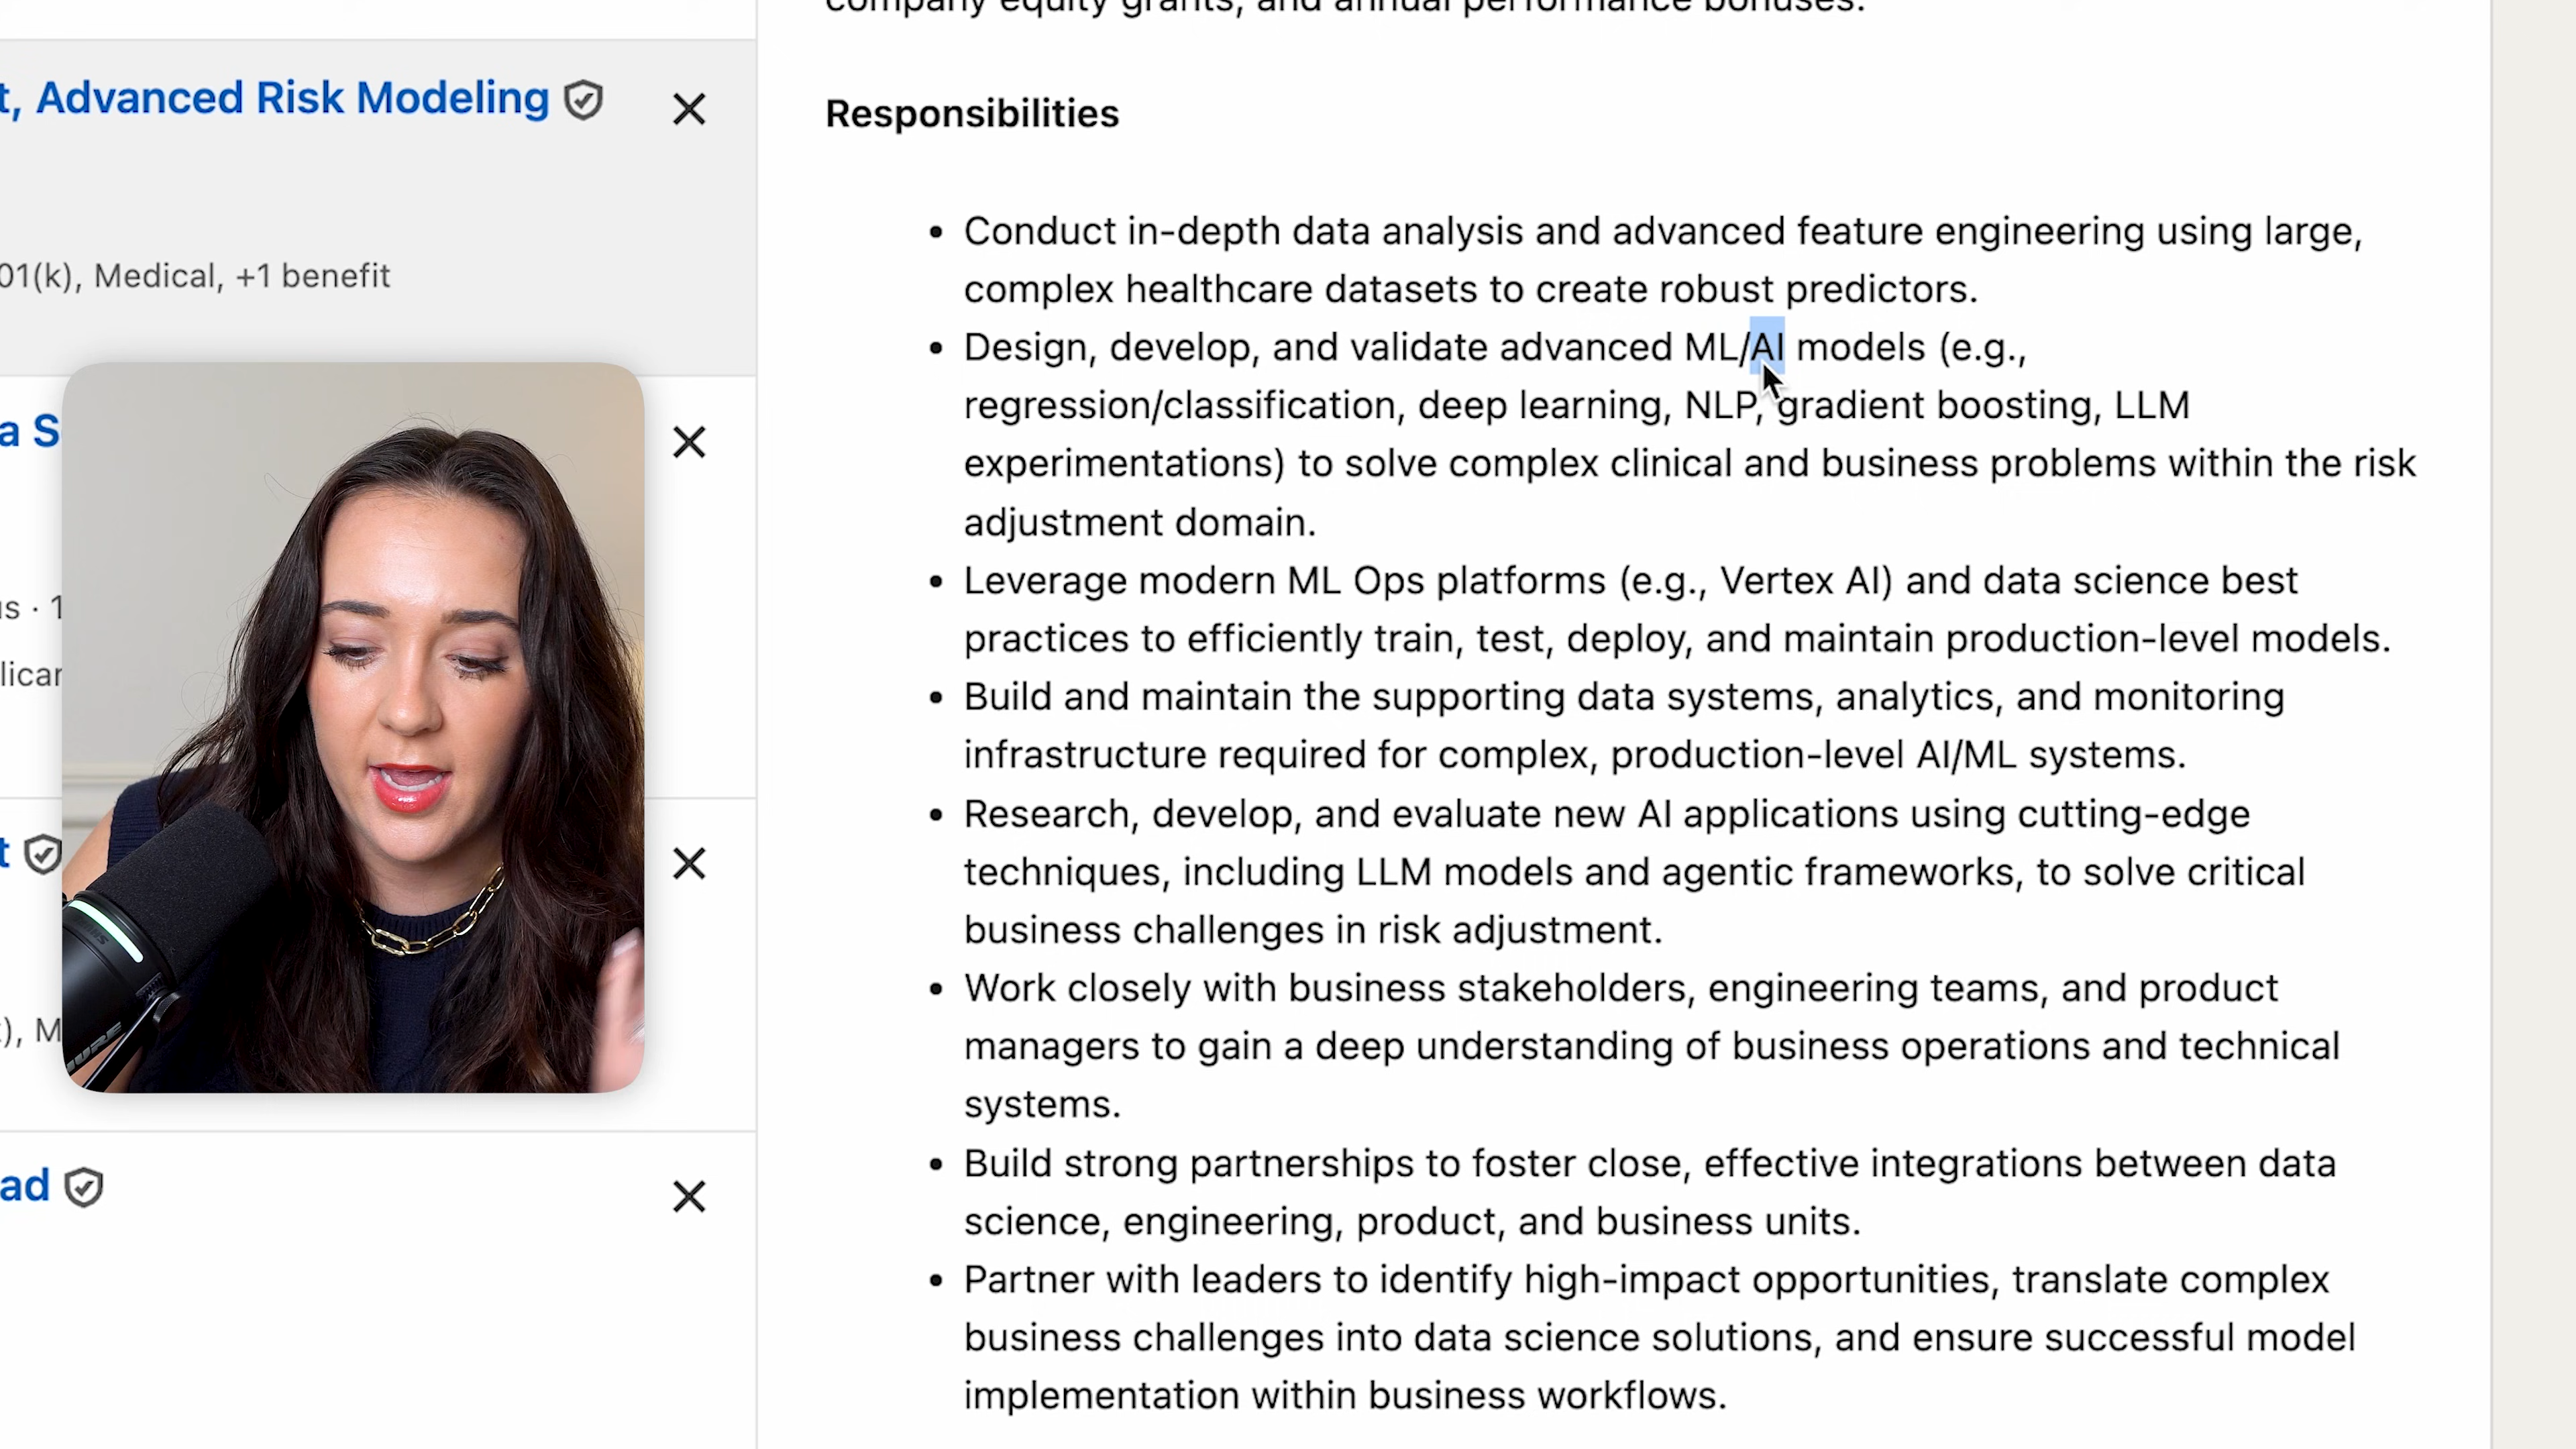 company equity grants, and annual performance bonuses.
t, Advanced Risk Modeling
01(k), Medical, +1 benefit
a S
us · 1
licar
t
), M
ad
Responsibilities
• Conduct in-depth data analysis and advanced feature engineering using large,
complex healthcare datasets to create robust predictors.
• Design, develop, and validate advanced ML/AI models (e.g.,
regression/classification, deep learning, NLP, gradient boosting, LLM
experimentations) to solve complex clinical and business problems within the risk
adjustment domain.
• Leverage modern ML Ops platforms (e.g., Vertex AI) and data science best
practices to efficiently train, test, deploy, and maintain production-level models.
• Build and maintain the supporting data systems, analytics, and monitoring
infrastructure required for complex, production-level AI/ML systems.
• Research, develop, and evaluate new AI applications using cutting-edge
techniques, including LLM models and agentic frameworks, to solve critical
business challenges in risk adjustment.
• Work closely with business stakeholders, engineering teams, and product
managers to gain a deep understanding of business operations and technical
systems.
• Build strong partnerships to foster close, effective integrations between data
science, engineering, product, and business units.
• Partner with leaders to identify high-impact opportunities, translate complex
business challenges into data science solutions, and ensure successful model
implementation within business workflows.